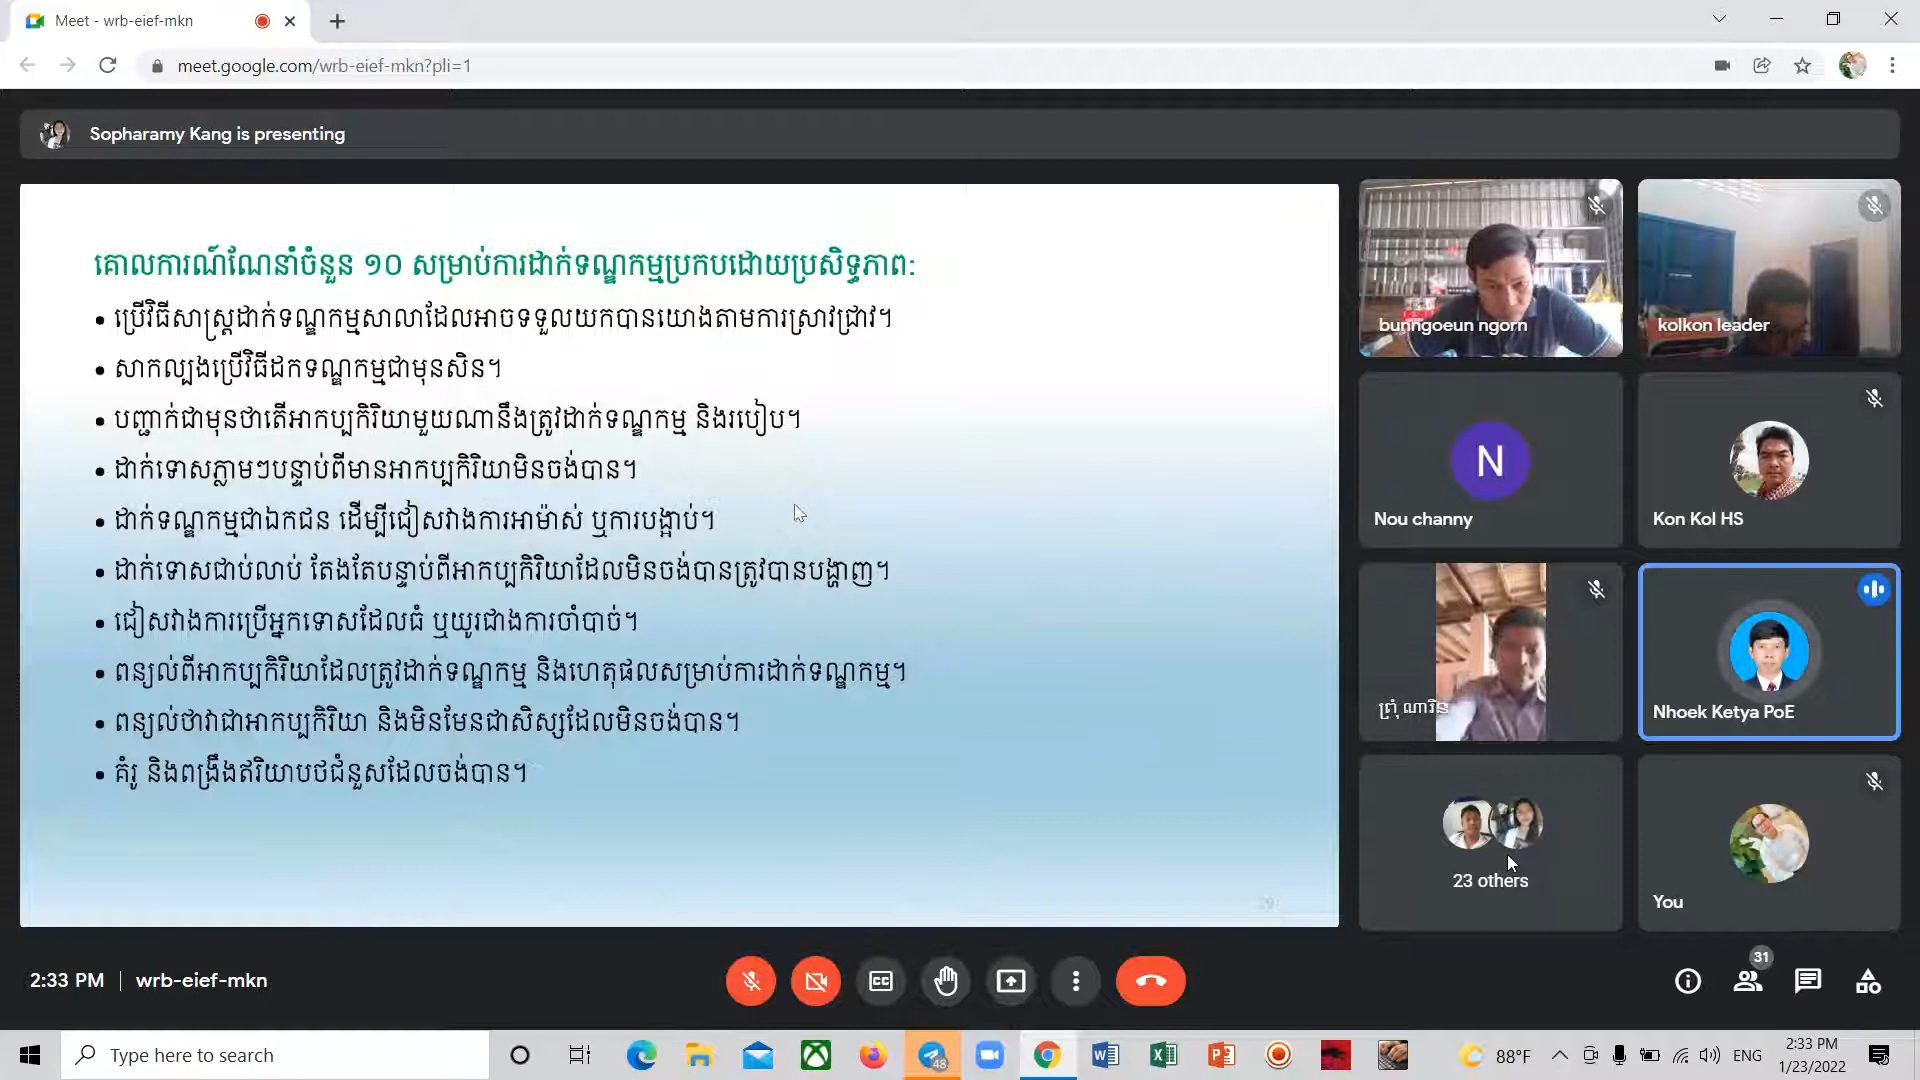 Meet - wrb-eief-mkn
meet.google.com/wrb-eief-mkn?pli=1
Sopharamy Kang is presenting
គោលការណ៍ណែនាំចំនួន ១០ សម្រាប់ការដាក់ទណ្ឌកម្មប្រកបដោយប្រសិទ្ធភាព:
• ប្រើវិធីសាស្ត្រដាក់ទណ្ឌកម្មសាលាដែលអាចទទួលយកបានយោងតាមការស្រាវជ្រាវ។
• សាកល្បងប្រើវិធីដកទណ្ឌកម្មជាមុនសិន។
• បញ្ជាក់ជាមុនថាតើអាកប្បកិរិយាមួយណានឹងត្រូវដាក់ទណ្ឌកម្ម និងរបៀប។
• ដាក់ទោសភ្លាមៗបន្ទាប់ពីមានអាកប្បកិរិយាមិនចង់បាន។
• ដាក់ទណ្ឌកម្មជាឯកជន ដើម្បីជៀសវាងការអាម៉ាស់ ឬការបង្អាប់។
• ដាក់ទោសជាប់លាប់ តែងតែបន្ទាប់ពីអាកប្បកិរិយាដែលមិនចង់បានត្រូវបានបង្ហាញ។
• ជៀសវាងការប្រើអ្នកទោសដែលធំ ឬយូរជាងការចាំបាច់។
• ពន្យល់ពីអាកប្បកិរិយាដែលត្រូវដាក់ទណ្ឌកម្ម និងហេតុផលសម្រាប់ការដាក់ទណ្ឌកម្ម។
• ពន្យល់ថាវាជាអាកប្បកិរិយា និងមិនមែនជាសិស្សដែលមិនចង់បាន។
• គំរូ និងពង្រឹងឥរិយាបថជំនួសដែលចង់បាន។
29
bunngoeun ngorn
kolkon leader
N
Nou channy
Kon Kol HS
ព្រុំ ណារិន
Nhoek Ketya PoE
23 others
You
2:33 PM | wrb-eief-mkn
CC
31
Type here to search
48
88°F
ENG
2:33 PM
1/23/2022